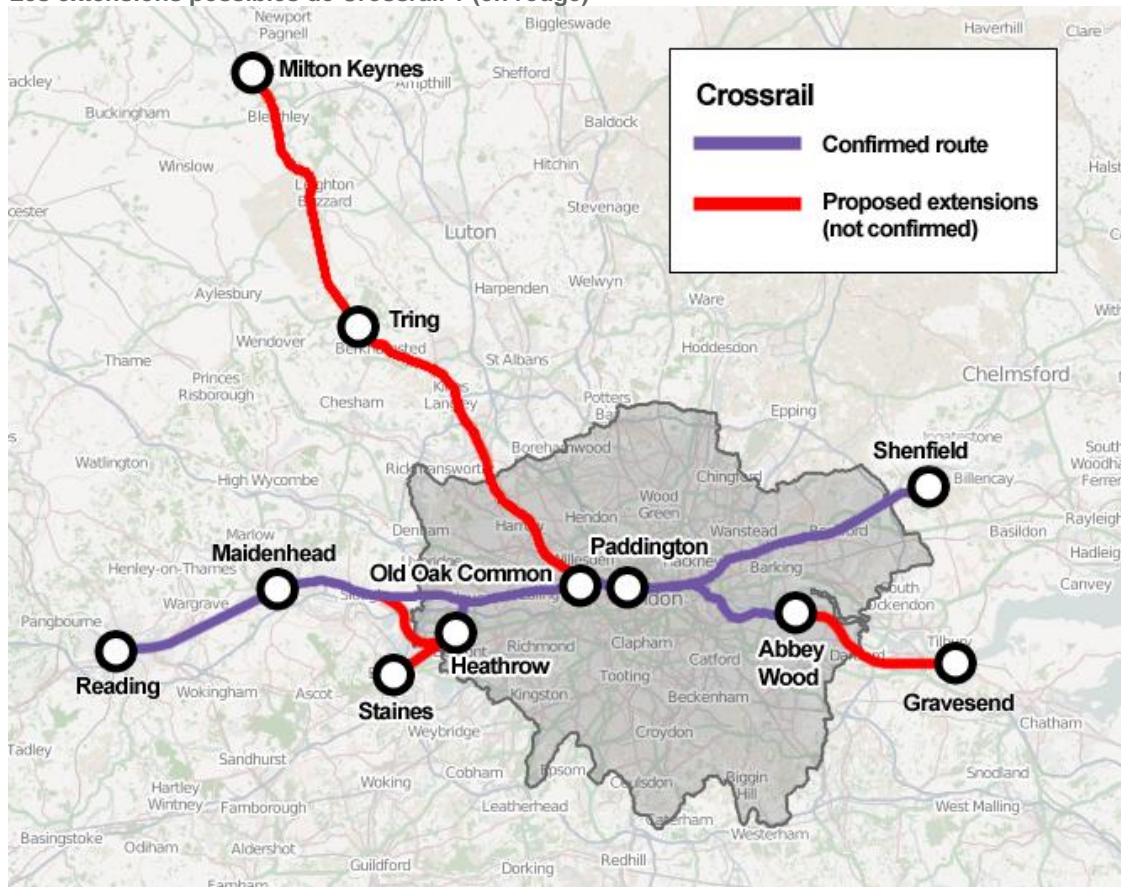 Newport
Pagnell
Biggleswade
Haverhill
Clare
Milton Keynes
Ampthill
Shefford
Buckingham
Baldock
Winslow
Hitchin
Stevenage
Luton
Crossrail
Confirmed route
Proposed extensions
(not confirmed)
Aylesbury
Harpenden
Welwyn
Ware
Tring
Wendover
Thame
St Albans
Hoddesdon
Princes
Risborough
Chesham
Chelmsford
Epping
Watlington
High Wycombe
Borehamwood
Chingford
Shenfield
Billericay
Wood
Green
Denham
Harrow
Hendon
Wanstead
Basildon
Marlow
Maidenhead
Paddington
Barking
Henley-on-Thames
Old Oak Common
Canvey
Wargrave
Pangbourne
South
Ockendon
Reading
Heathrow
Richmond
Clapham
Abbey
Wood
Tilbury
Wokingham
Ascot
Staines
Kingston
Tooting
Catford
Beckenham
Gravesend
Weybridge
Chatham
Croydon
Tadley
Sandhurst
Woking
Cobham
Epsom
Coulsdon
Biggin
Hill
Snodland
Hartley
Wintney
Farnborough
Leatherhead
Caterham
Westerham
West Malling
Basingstoke
Odiham
Aldershot
Guildford
Dorking
Redhill